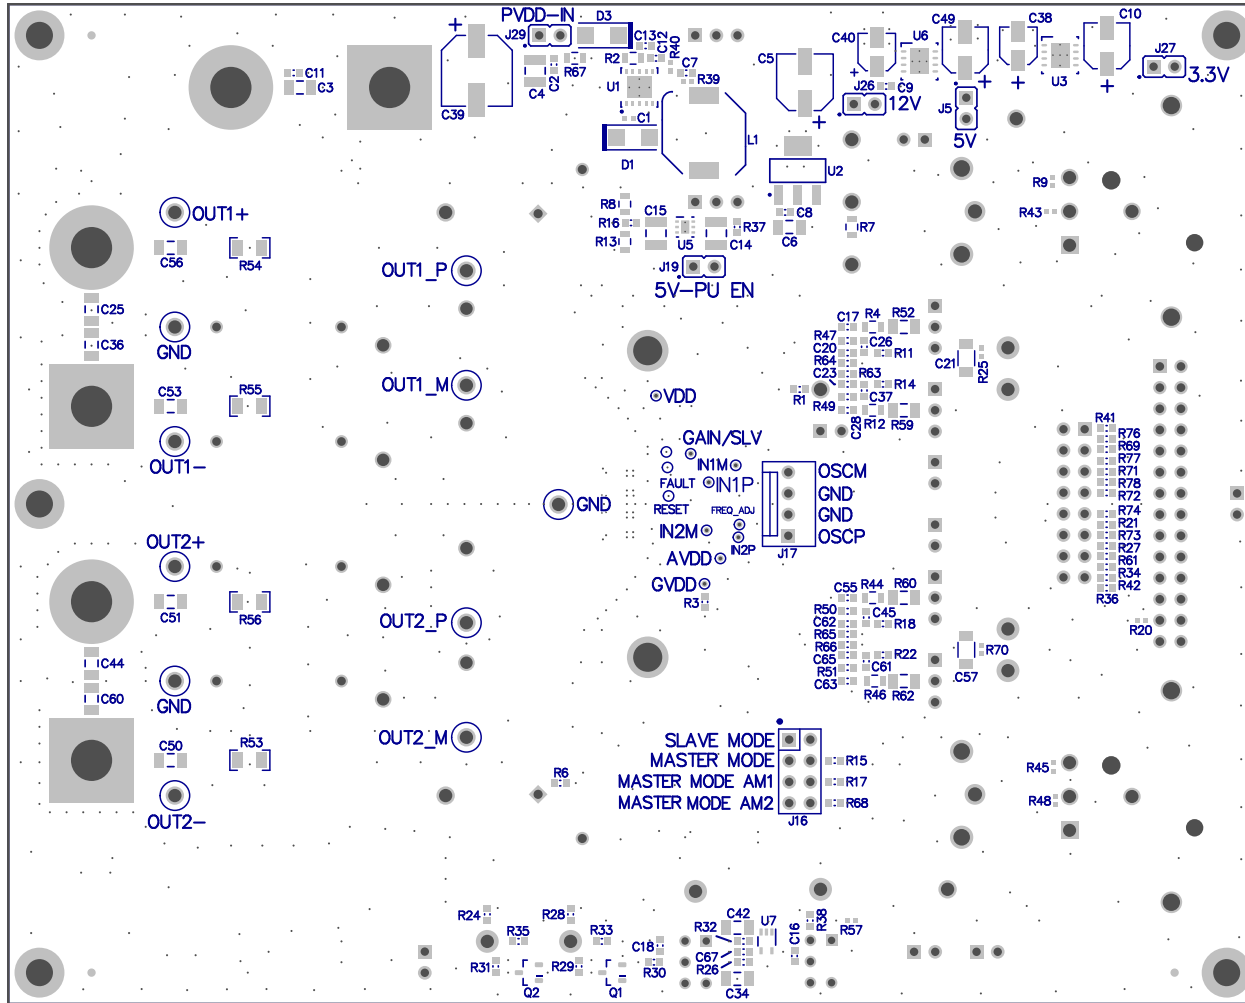 PVDD-IN D3
J29
C13
C12
R40
R2
C11
C3
C39
C4
C2
R67
U1
C7
R39
C1
D1
L1
C5
C40
U6
C49
C38
C10
J27
3.3V
J26
C9
12V
J5
5V
U3
U2
R9
R43
OUT1+
R8
C15
R16
R13
U5
R37
C14
C8
C6
R7
C56
R54
J19
5V-PU EN
OUT1_P
C25
C36
GND
C17
R4
R52
R47
C20
C26
R64
R11
C23
R63
R14
C37
R1
R49
R12
R59
C28
C21
R25
OUT1_M
VDD
C53
R55
OUT1-
GAIN/SLV
IN1M
FAULT
IN1P
RESET
FREQ_ADJ
IN2M
IN2P
AVDD
GVDD
R3
GND
OSCM
GND
GND
OSCP
J17
R41
R76
R69
R77
R71
R78
R72
R74
R21
R73
R27
R61
R34
R42
R36
R20
OUT2+
C51
R56
OUT2_P
C55
R44
R60
R50
C45
C62
R18
R65
R66
R22
C65
C61
R51
C63
R46
R62
C57
R70
C44
C60
GND
OUT2_M
C50
R53
OUT2-
R6
SLAVE MODE
MASTER MODE
R15
MASTER MODE AM1
R17
MASTER MODE AM2
R68
J16
R45
R48
R24
R28
R35
R33
R31
R29
Q2
Q1
C18
R30
C42
R32
U7
C67
R26
C34
C16
R38
R57